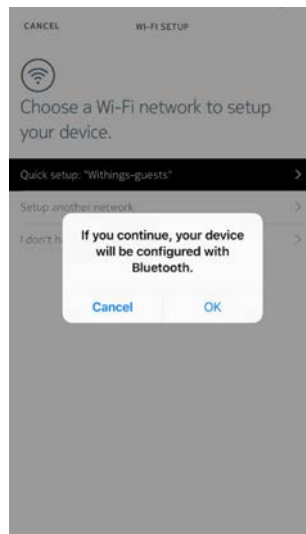 CANCEL
WI-FI SETUP
Choose a Wi-Fi network to setup
your device.
Quick setup: "Withings-guests"
Setup another network
I don't h
If you continue, your device
will be configured with
Bluetooth.
Cancel
OK